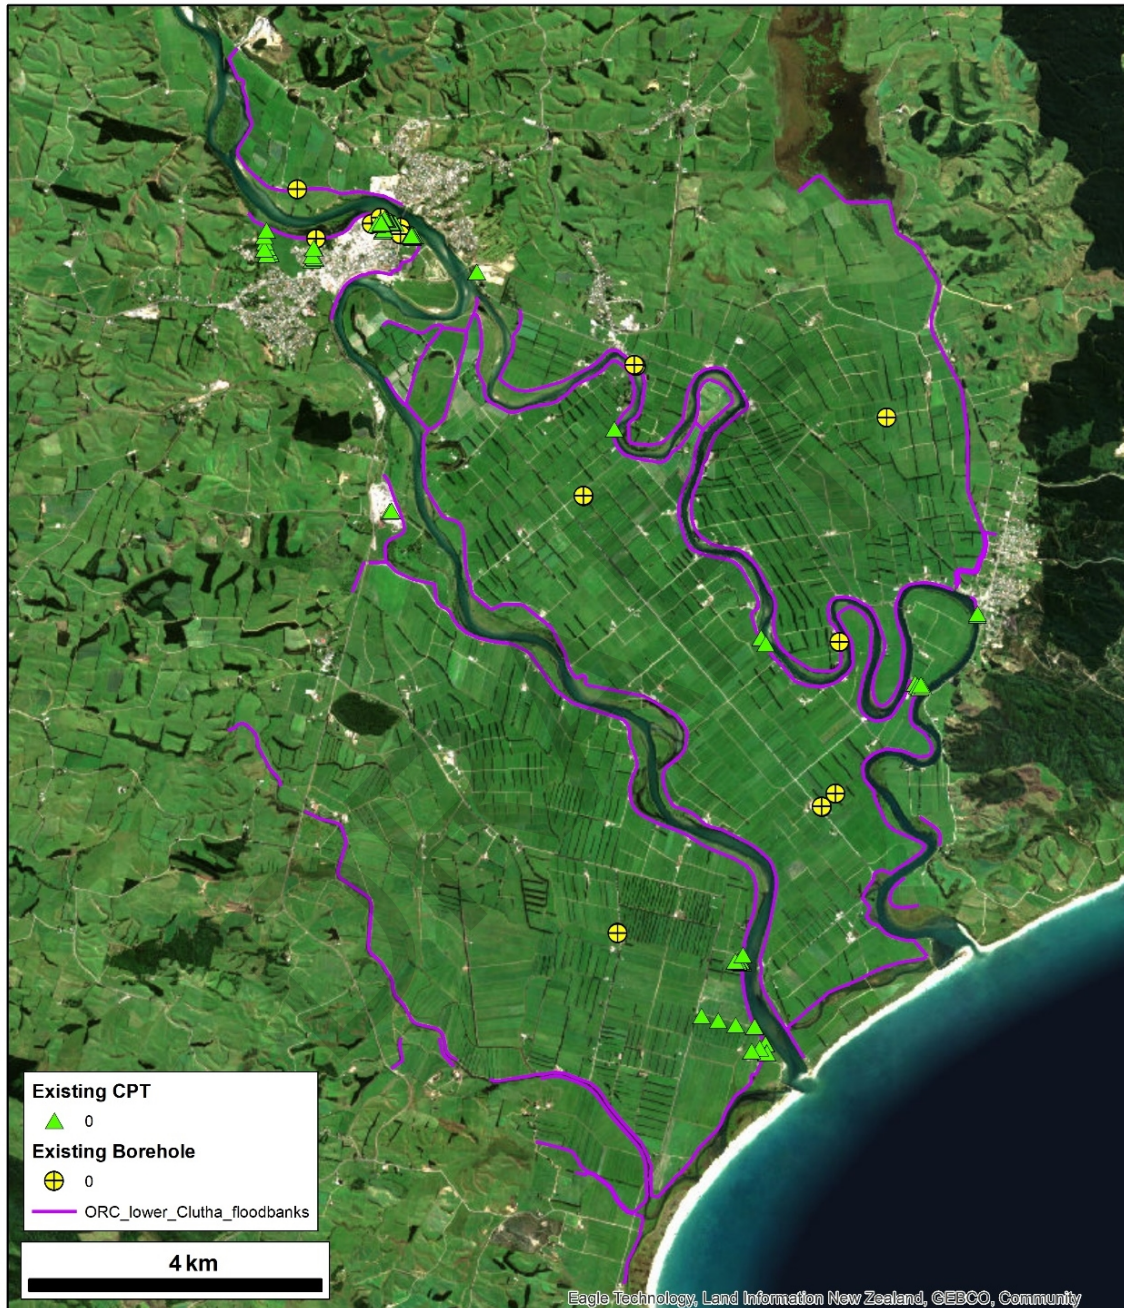 Existing CPT
0
Existing Borehole
0
ORC_lower_Clutha_floodbanks
4 km
Eagle Technology, Land Information New Zealand, GEBCO, Community